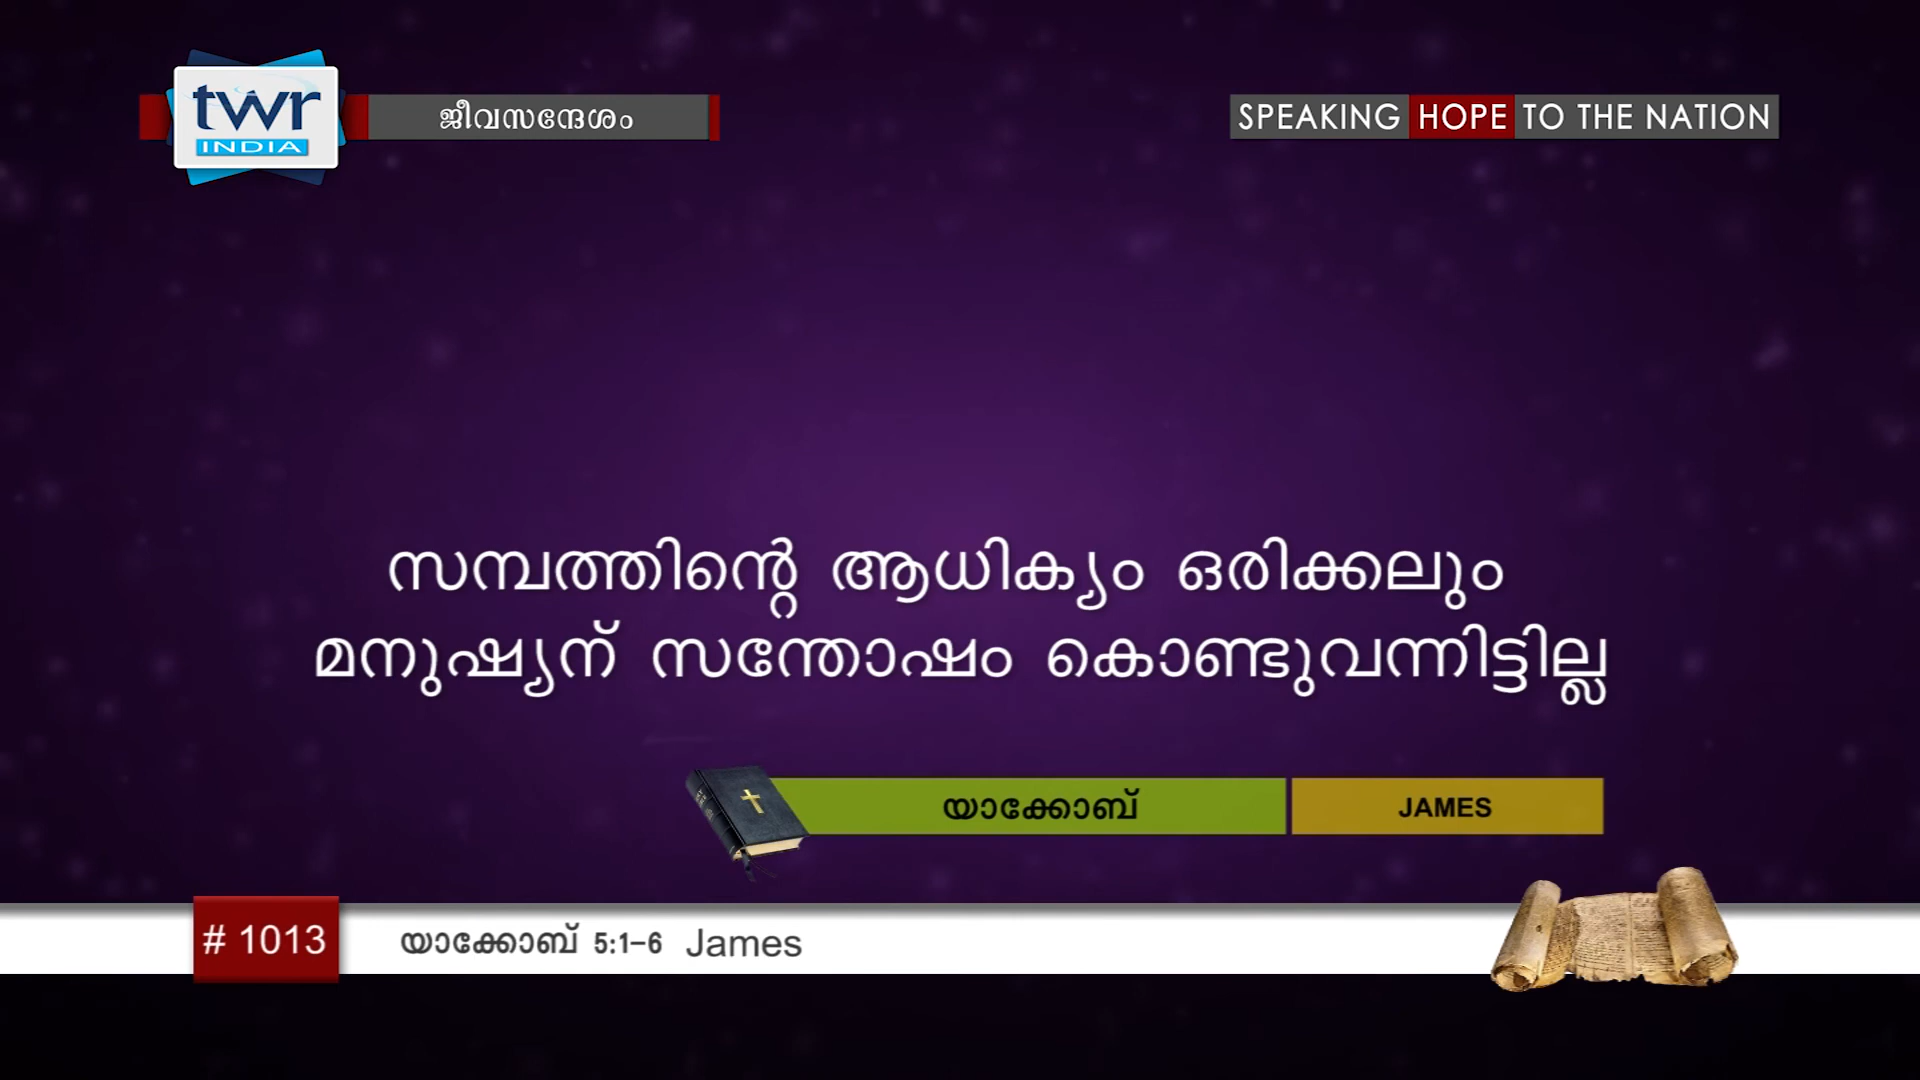 twr
INDIA
ജീവസന്ദേശം
SPEAKING HOPE TO THE NATION
സമ്പത്തിന്റെ ആധിക്യം ഒരിക്കലും
മനുഷ്യന് സന്തോഷം കൊണ്ടുവന്നിട്ടില്ല
യാക്കോബ്
JAMES
# 1013
യാക്കോബ് 5:1-6 James